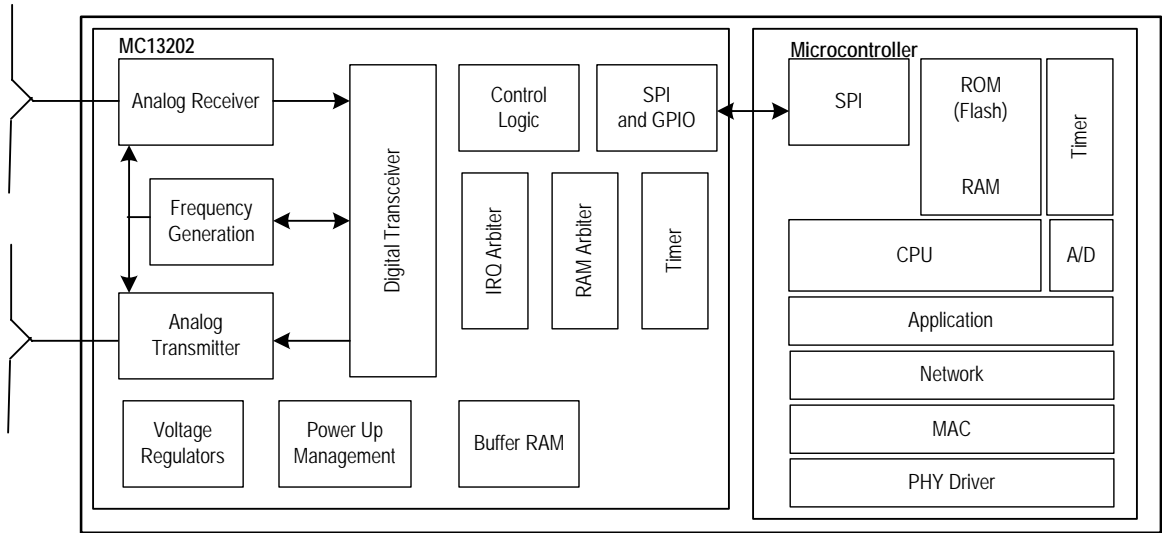 MC13202
Analog Receiver
Frequency
Generation
Analog
Transmitter
Digital Transceiver
Control
Logic
SPI
and GPIO
IRQ Arbiter
RAM Arbiter
Timer
Voltage
Regulators
Power Up
Management
Buffer RAM
Microcontroller
SPI
ROM
(Flash)
RAM
Timer
CPU
A/D
Application
Network
MAC
PHY Driver